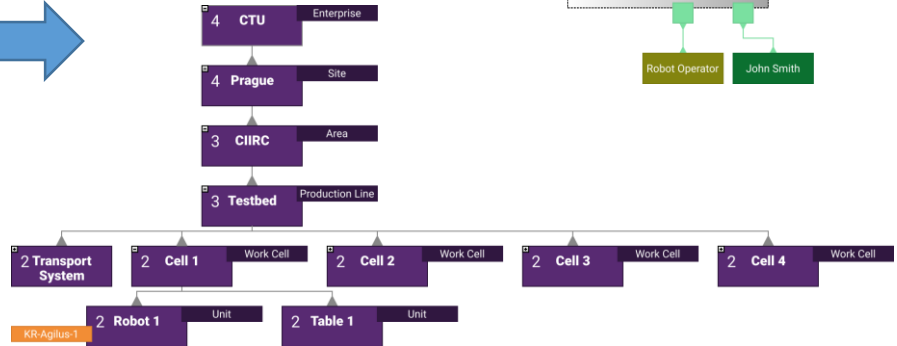 4 CTU Enterprise
Robot Operator John Smith
4 Prague Site
3 CIIRC Area
3 Testbed Production Line
2 Transport System
2 Cell 1 Work Cell
2 Cell 2 Work Cell
2 Cell 3 Work Cell
2 Cell 4 Work Cell
KR-Agilus-1
2 Robot 1 Unit
2 Table 1 Unit